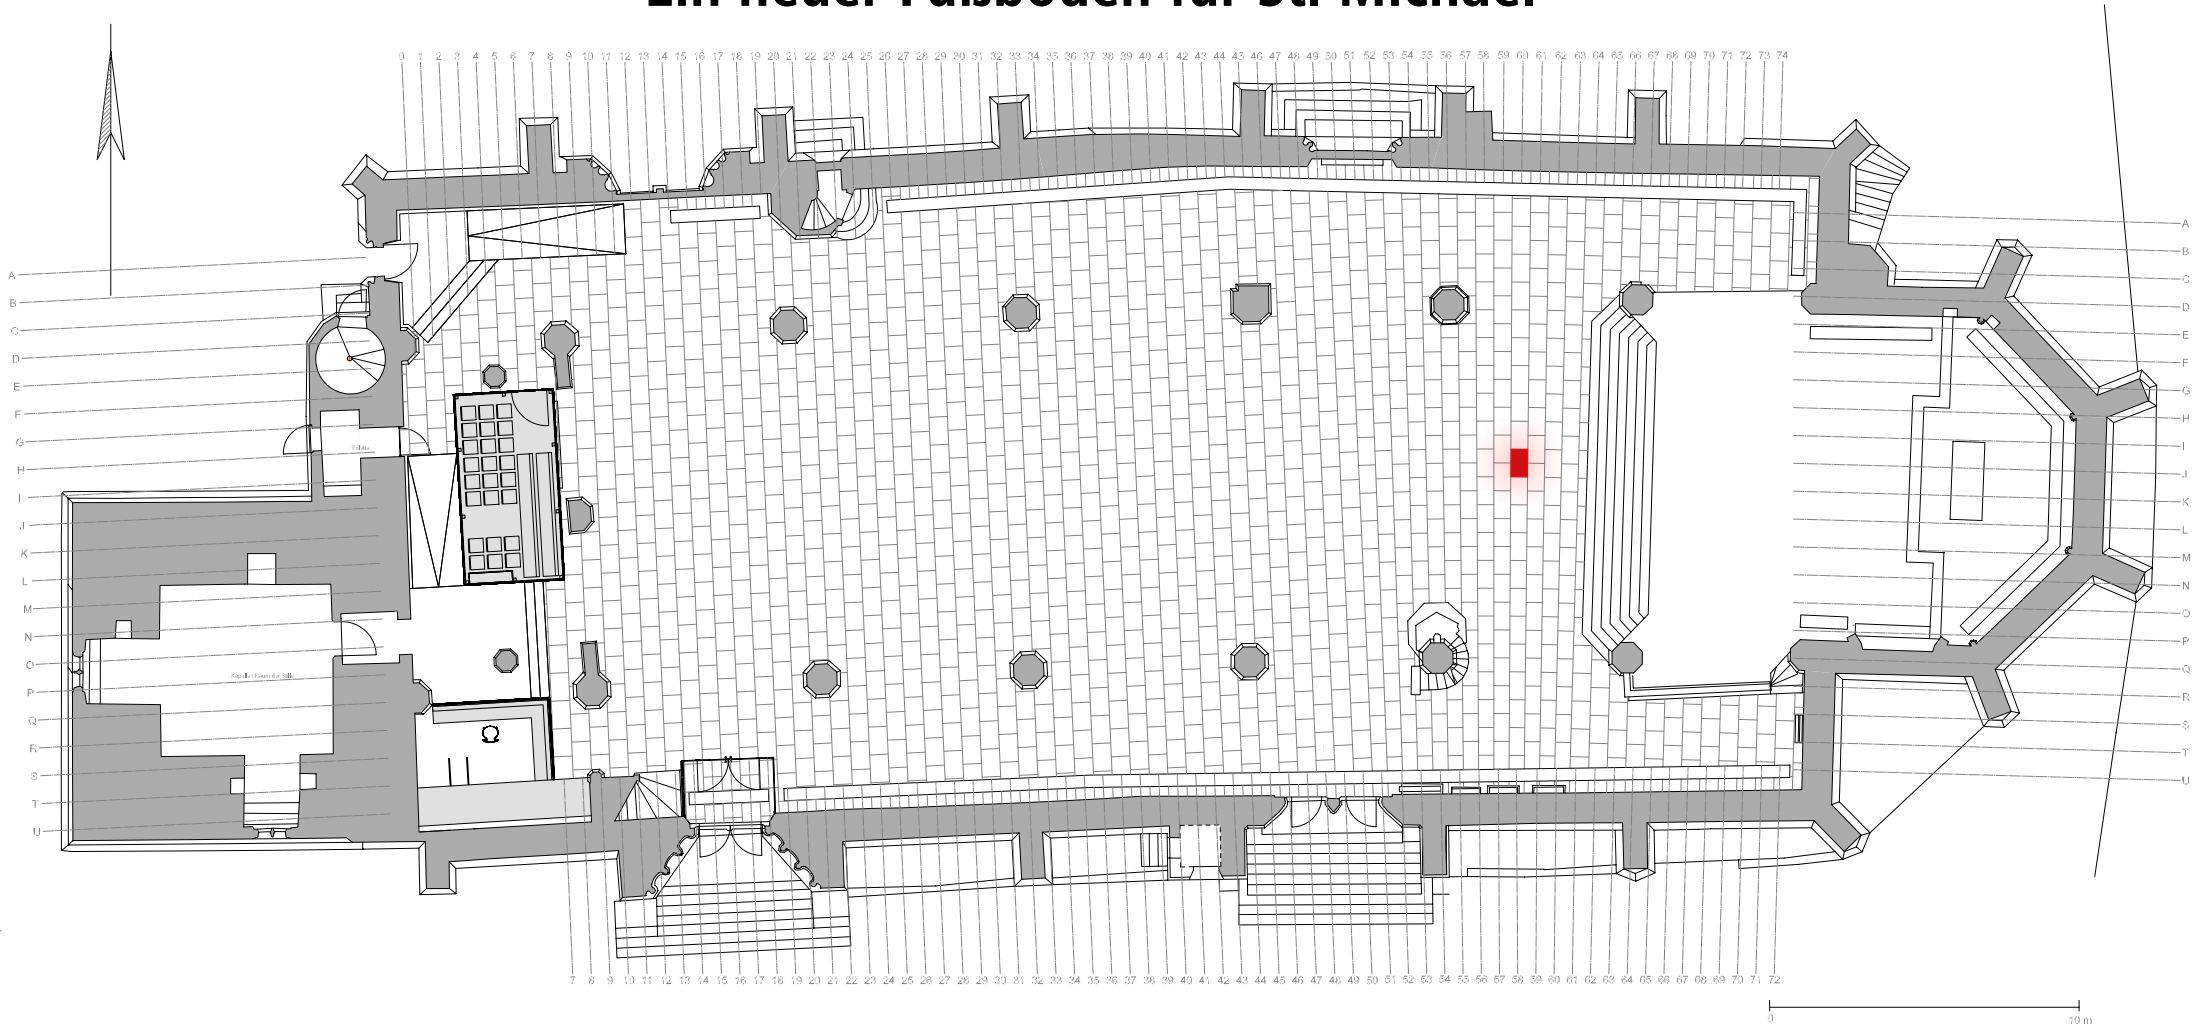 Ein neuer Fußboden für St. Michael
0 1 2 3 4 5 6 7 8 9 10 11 12 13 14 15 16 17 18 19 20 21 22 23 24 25 26 27 28 29 30 31 32 33 34 35 36 37 38 39 40 41 42 43 44 45 46 47 48 49 50 51 52 53 54 55 56 57 58 59 60 61 62 63 64 65 66 67 68 69 70 71 72 73 74
A
B
C
D
E
F
G
H
I
J
K
L
M
N
O
P
Q
R
S
T
U
Kapelle / Raum der Stille
A
B
C
D
E
F
G
H
I
J
K
L
M
N
O
P
Q
R
S
T
U
7 8 9 10 11 12 13 14 15 16 17 18 19 20 21 22 23 24 25 26 27 28 29 30 31 32 33 34 35 36 37 38 39 40 41 42 43 44 45 46 47 48 49 50 51 52 53 54 55 56 57 58 59 60 61 62 63 64 65 66 67 68 69 70 71 72
0 10 m